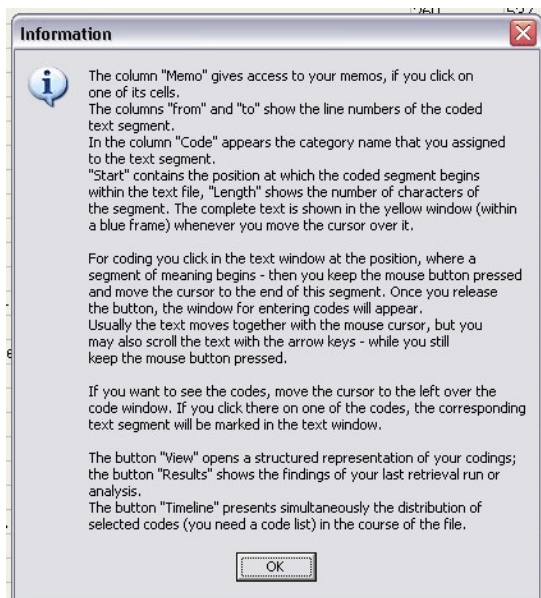 260 537
Information
The column "Memo" gives access to your memos, if you click on
one of its cells.
The columns "from" and "to" show the line numbers of the coded
text segment.
In the column "Code" appears the category name that you assigned
to the text segment.
"Start" contains the position at which the coded segment begins
within the text file, "Length" shows the number of characters of
the segment. The complete text is shown in the yellow window (within
a blue frame) whenever you move the cursor over it.
For coding you click in the text window at the position, where a
segment of meaning begins - then you keep the mouse button pressed
and move the cursor to the end of this segment. Once you release
the button, the window for entering codes will appear.
Usually the text moves together with the mouse cursor, but you
may also scroll the text with the arrow keys - while you still
keep the mouse button pressed.
If you want to see the codes, move the cursor to the left over the
code window. If you click there on one of the codes, the corresponding
text segment will be marked in the text window.
The button "View" opens a structured representation of your codings;
the button "Results" shows the findings of your last retrieval run or
analysis.
The button "Timeline" presents simultaneously the distribution of
selected codes (you need a code list) in the course of the file.
OK